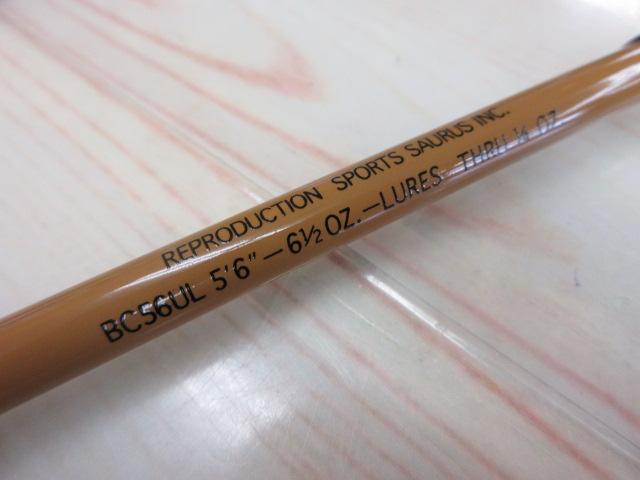 REPRODUCTION SPORTS SAURUS INC.
BC56UL 5'6"—6½ OZ.—LURES THRU ¼ OZ.